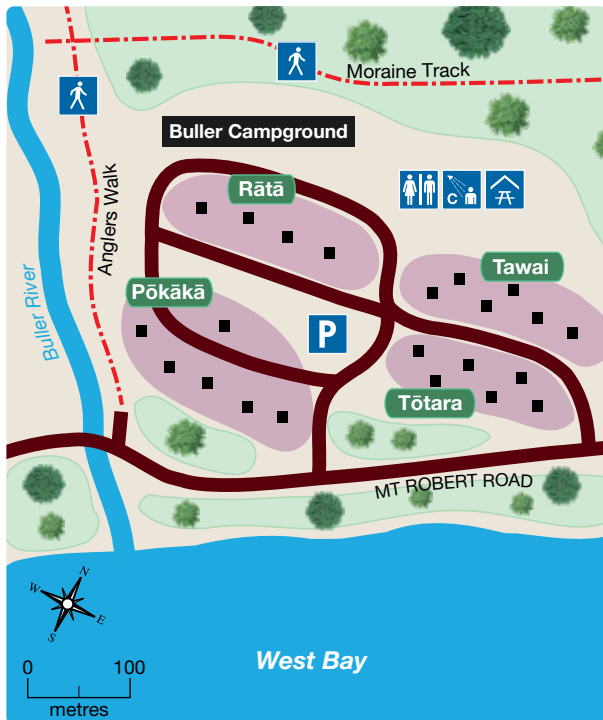 Moraine Track
Buller Campground
Rātā
C
Anglers Walk
Tawai
Pōkākā
P
Buller River
Tōtara
MT ROBERT ROAD
N
W
E
S
West Bay
0 100
metres